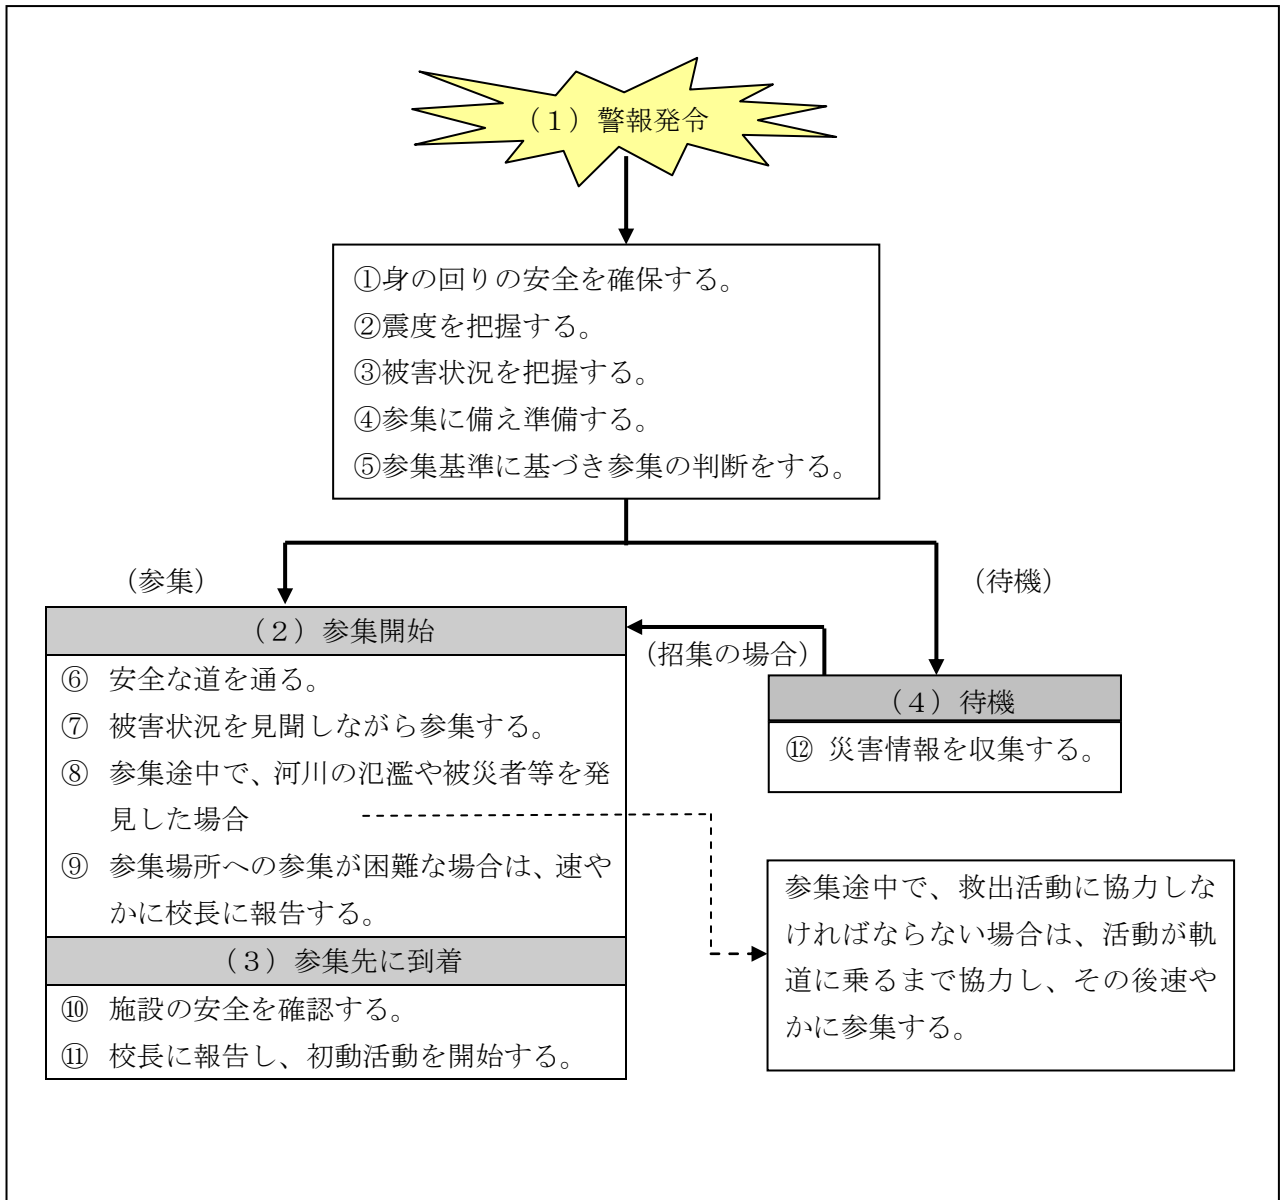 （１）警報発令
①身の回りの安全を確保する。
②震度を把握する。
③被害状況を把握する。
④参集に備え準備する。
⑤参集基準に基づき参集の判断をする。
（参集）
（待機）
（２）参集開始
⑥　安全な道を通る。
⑦　被害状況を見聞しながら参集する。
⑧　参集途中で、河川の氾濫や被災者等を発
見した場合
⑨　参集場所への参集が困難な場合は、速や
かに校長に報告する。
（３）参集先に到着
⑩　施設の安全を確認する。
⑪　校長に報告し、初動活動を開始する。
（招集の場合）
（４）待機
⑫　災害情報を収集する。
参集途中で、救出活動に協力しな
ければならない場合は、活動が軌
道に乗るまで協力し、その後速や
かに参集する。